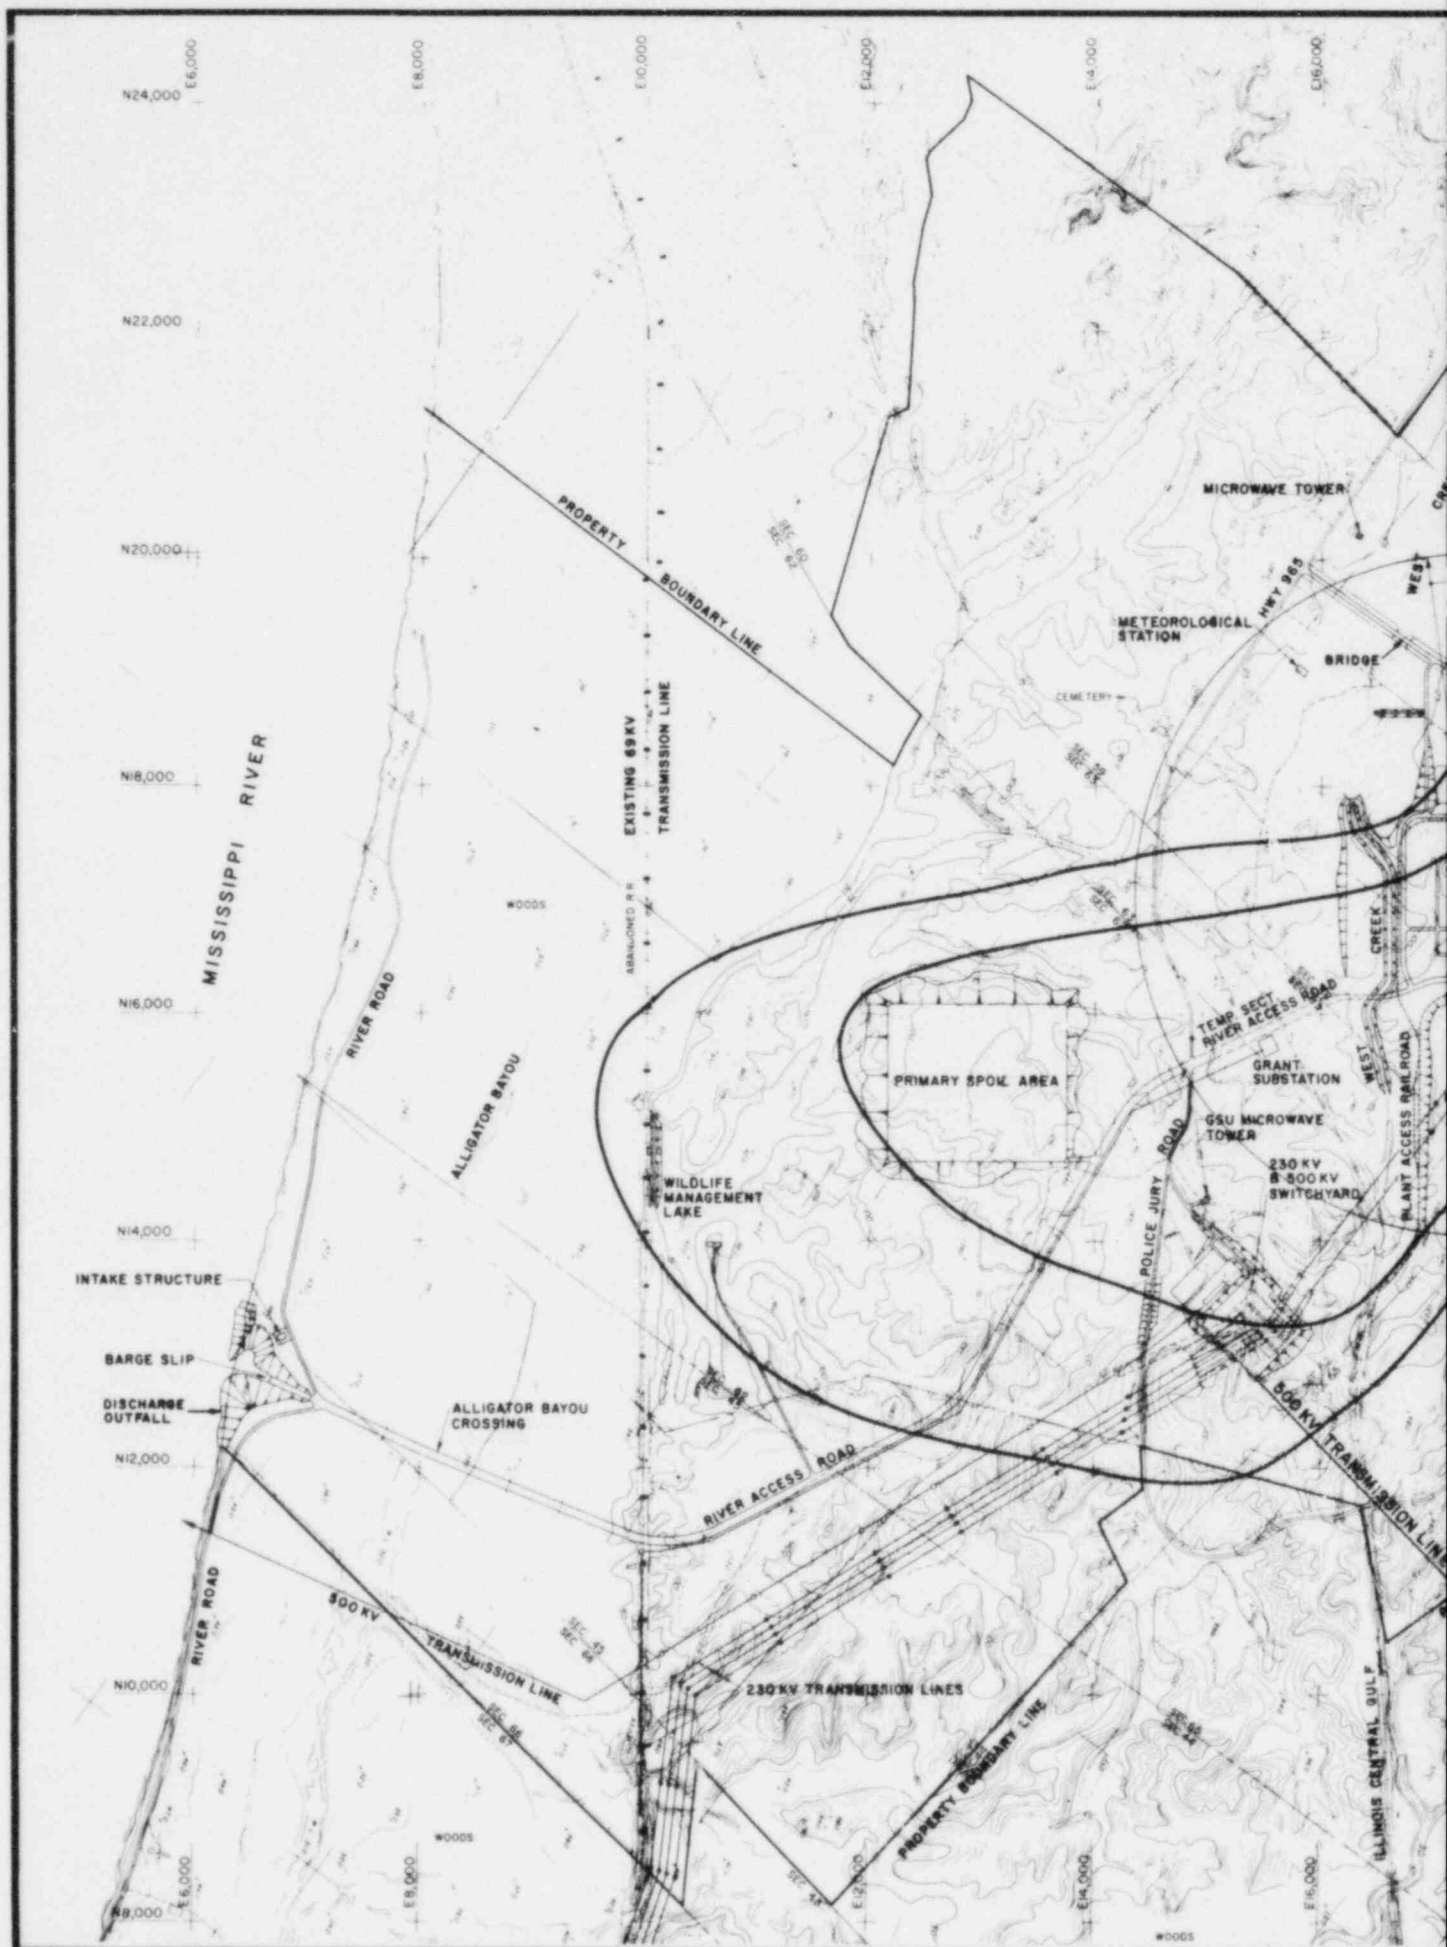 E6,000
E8,000
E10,000
E12,000
E14,000
E16,000
N24,000
N22,000
N20,000
N18,000
N16,000
N14,000
N12,000
N10,000
N8,000
MICROWAVE TOWER
PROPERTY BOUNDARY LINE
SEC. 60
SEC. 62
HWY 965
WEST
METEOROLOGICAL
STATION
BRIDGE
CEMETERY
EXISTING 69KV
TRANSMISSION LINE
MISSISSIPPI RIVER
WOODS
ABANDONED RR
CREEK
RIVER ROAD
TEMP. SECT.
RIVER ACCESS ROAD
ALLIGATOR BAYOU
PRIMARY SPOIL AREA
GRANT
SUBSTATION
WEST
PLANT ACCESS RAILROAD
GSU MICROWAVE
TOWER
POLICE JURY ROAD
230 KV
& 500 KV
SWITCHYARD
WILDLIFE
MANAGEMENT
LAKE
INTAKE STRUCTURE
BARGE SLIP
DISCHARGE
OUTFALL
ALLIGATOR BAYOU
CROSSING
RIVER ACCESS ROAD
500 KV TRANSMISSION LINE
RIVER ROAD
500 KV TRANSMISSION LINE
230 KV TRANSMISSION LINES
PROPERTY BOUNDARY LINE
ILLINOIS CENTRAL GULF
WOODS
E6,000
E8,000
E12,000
E14,000
E16,000
WOODS